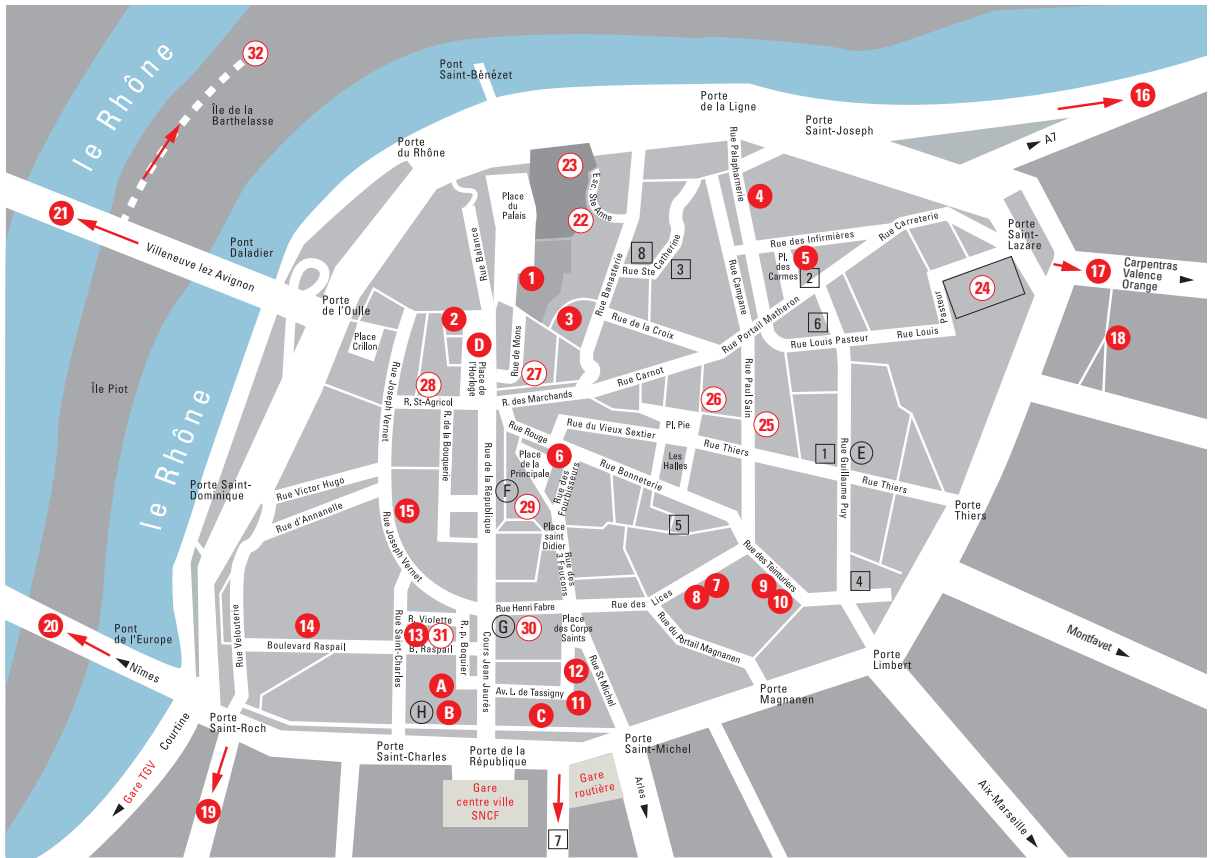 32
Pont
Saint-Bénézet
Île de la
Barthelasse
le Rhône
Porte
de la Ligne
16
Porte
Saint-Joseph
A7
Porte
du Rhône
23
Esc. Ste Anne
Place
du
Palais
22
Rue Palapharnerie
4
21
Villeneuve lez Avignon
Pont
Daladier
Rue Balance
1
Rue Banasterie
8
Rue Ste Catherine
3
Rue des Infirmières
Pl.
des
Carmes
5
2
Rue Carreterie
Porte
Saint-
Lazare
17
Carpentras
Valence
Orange
24
Porte
de l'Oulle
Rue Campane
Rue Portail Matheron
Pasteur
Place
Crillon
2
D
Place de
l'Horloge
Rue de Mons
3
Rue de la Croix
6
Rue Louis Pasteur
Rue Louis
18
Île Piot
Rue Joseph Vernet
28
27
R. St-Agricol
R. des Marchands
Rue Carnot
26
Rue Paul Sain
25
le Rhône
R. de la Bouquerie
Rue de la République
Rue Rouge
Rue du Vieux Sextier
Pl. Pie
Rue Thiers
Place
de la
Principale
6
Les
Halles
Rue Bonneterie
1
E
Rue Guillaume Puy
Rue Thiers
Porte Saint-
Dominique
Rue Victor Hugo
Rue d'Annanelle
15
F
29
Rue des
Fourbisseurs
5
Porte
Thiers
Place
saint
Didier
Rue Joseph Vernet
Rue des
3 Faucons
Rue des Teinturiers
7
8
9
10
4
Rue Henri Fabre
Rue des Lices
Rue Velouterie
14
Boulevard Raspail
Rue Saint-Charles
R. Violette
13
31
B. Raspail
R. p. Boquier
G
30
Place
des Corps
Saints
Rue du Portail Magnanen
20
Pont
de l'Europe
Nîmes
Montfavet
Cours Jean Jaurès
12
Rue St Michel
Porte
Limbert
A
Av. L. de Tassigny
11
Porte
Magnanen
H
B
C
Porte
Saint-Roch
Courtine
Gare TGV
Porte
Saint-Charles
Porte de la
République
Porte
Saint-Michel
19
Gare
centre ville
SNCF
Gare
routière
7
Arles
Aix-Marseille